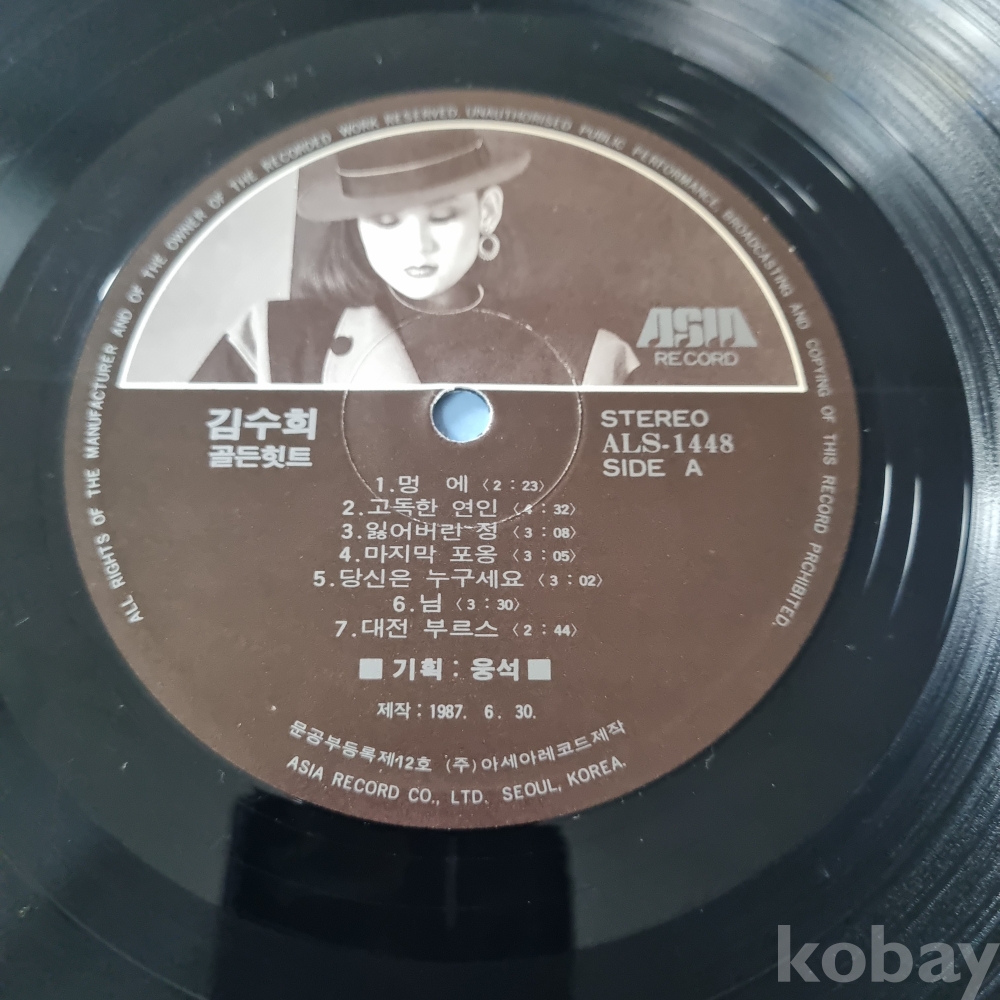 ALL RIGHTS OF THE MANUFACTURER AND OF THE OWNER OF THE RECORDED WORK RESERVED. UNAUTHORISED PUBLIC PERFORMANCE, BROADCASTING AND COPYING OF THIS RECORD PRCHIBITED.
ASIA
RECORD
김수희
골든힛트
STEREO
ALS-1448
SIDE A
1.멍 에 〈2:23〉
2.고독한 연인 〈4:32〉
3.잃어버린 정 〈3:08〉
4.마지막 포옹 〈3:05〉
5.당신은 누구세요 〈3:02〉
6.님 〈3:30〉
7.대전 부르스 〈2:44〉
■기획:웅석■
제작:1987. 6. 30.
문공부등록제12호 (주)아세아레코드제작
ASIA RECORD CO., LTD. SEOUL, KOREA.
kobay